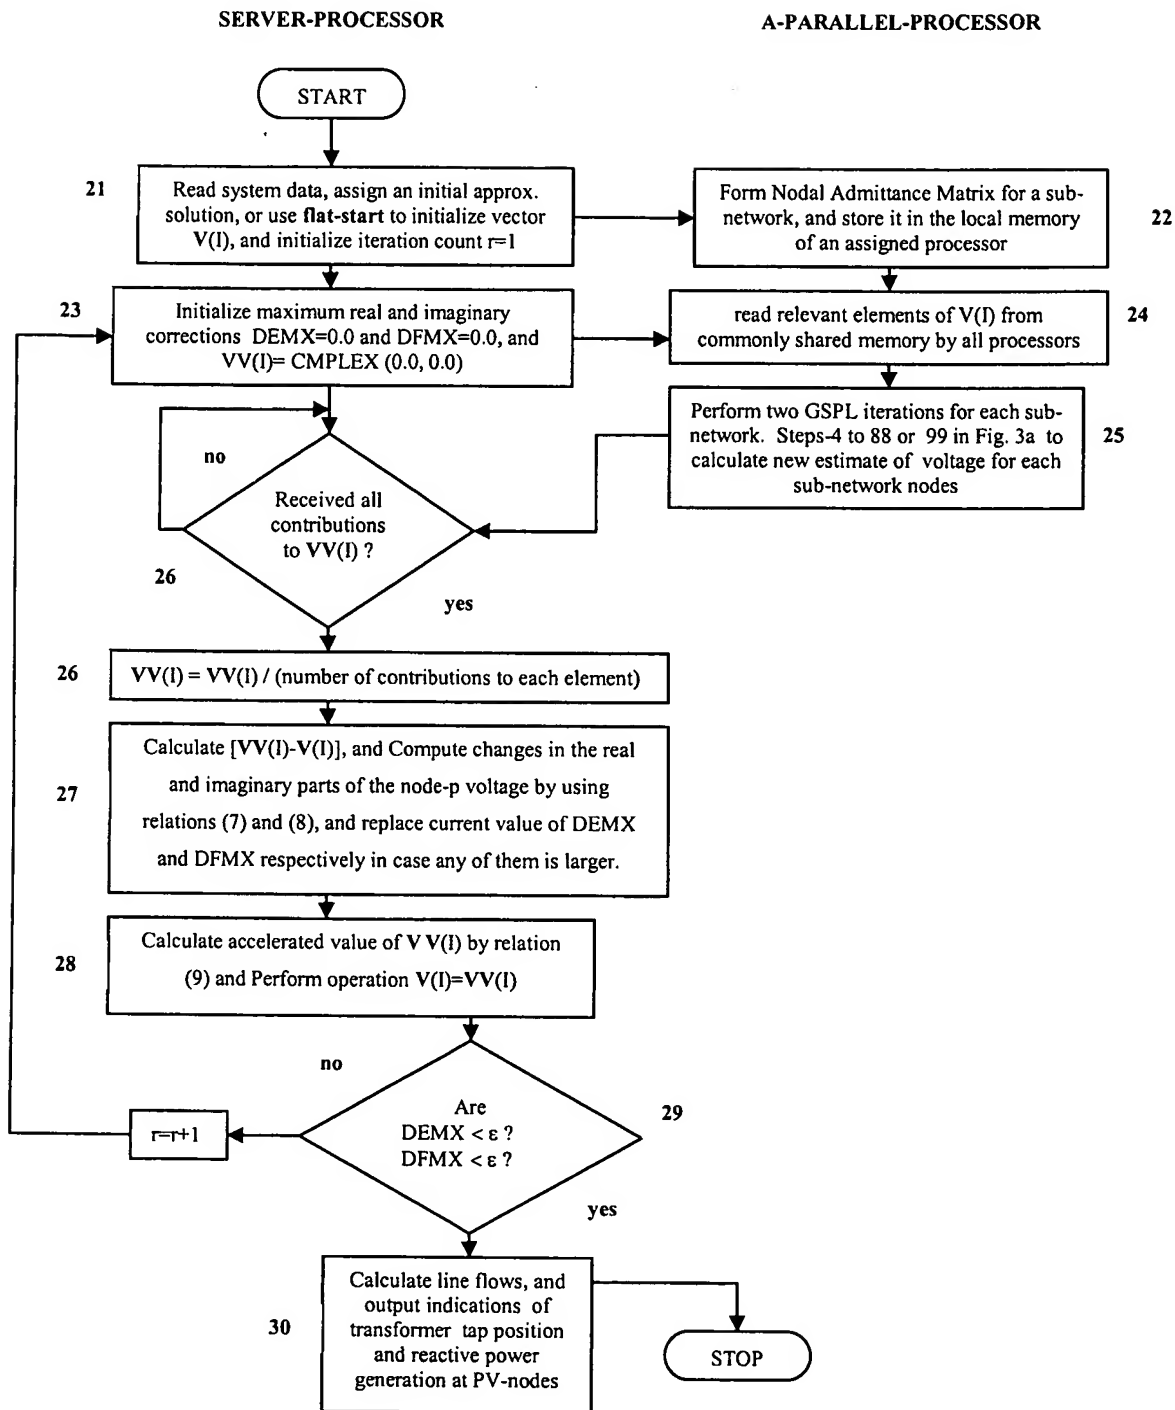 SERVER-PROCESSOR
A-PARALLEL-PROCESSOR
START
21
Read system data, assign an initial approx.
solution, or use flat-start to initialize vector
V(I), and initialize iteration count r=1
Form Nodal Admittance Matrix for a sub-
network, and store it in the local memory
of an assigned processor
22
23
Initialize maximum real and imaginary
corrections DEMX=0.0 and DFMX=0.0, and
VV(I)= CMPLEX (0.0, 0.0)
read relevant elements of V(I) from
commonly shared memory by all processors
24
Perform two GSPL iterations for each sub-
network. Steps-4 to 88 or 99 in Fig. 3a to
calculate new estimate of voltage for each
sub-network nodes
25
no
Received all
contributions
to VV(I) ?
26
yes
26
VV(I) = VV(I) / (number of contributions to each element)
27
Calculate [VV(I)-V(I)], and Compute changes in the real
and imaginary parts of the node-p voltage by using
relations (7) and (8), and replace current value of DEMX
and DFMX respectively in case any of them is larger.
28
Calculate accelerated value of V V(I) by relation
(9) and Perform operation V(I)=VV(I)
no
Are
DEMX < ε ?
DFMX < ε ?
29
r=r+1
yes
30
Calculate line flows, and
output indications of
transformer tap position
and reactive power
generation at PV-nodes
STOP